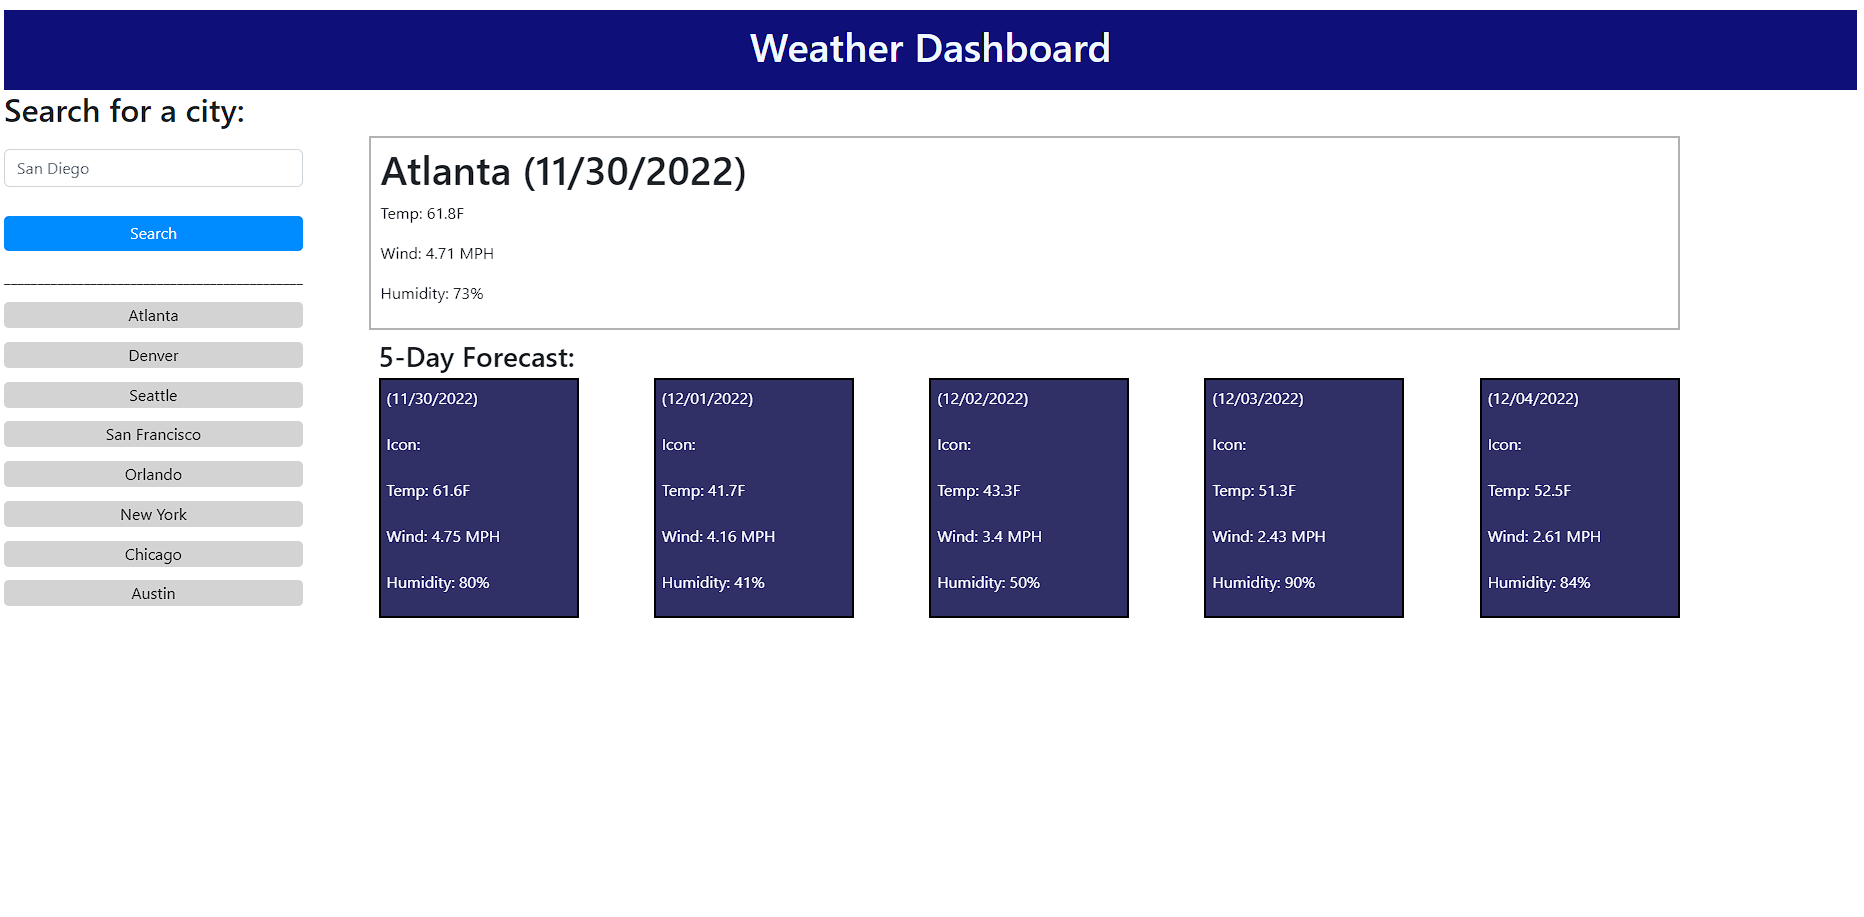 Weather Dashboard
Search for a city:
San Diego
Search
Atlanta
Denver
Seattle
San Francisco
Orlando
New York
Chicago
Austin
Atlanta (11/30/2022)
Temp: 61.8F
Wind: 4.71 MPH
Humidity: 73%
5-Day Forecast:
(11/30/2022)
Icon:
Temp: 61.6F
Wind: 4.75 MPH
Humidity: 80%
(12/01/2022)
Icon:
Temp: 41.7F
Wind: 4.16 MPH
Humidity: 41%
(12/02/2022)
Icon:
Temp: 43.3F
Wind: 3.4 MPH
Humidity: 50%
(12/03/2022)
Icon:
Temp: 51.3F
Wind: 2.43 MPH
Humidity: 90%
(12/04/2022)
Icon:
Temp: 52.5F
Wind: 2.61 MPH
Humidity: 84%